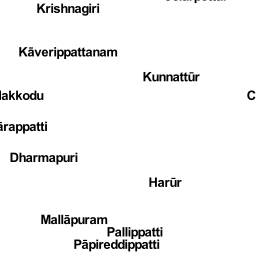 Krishnagiri
Kāverippattanam
Kunnattūr
Dharmapuri
Harūr
Mallāpuram
Pallippatti
Pāpireddippatti